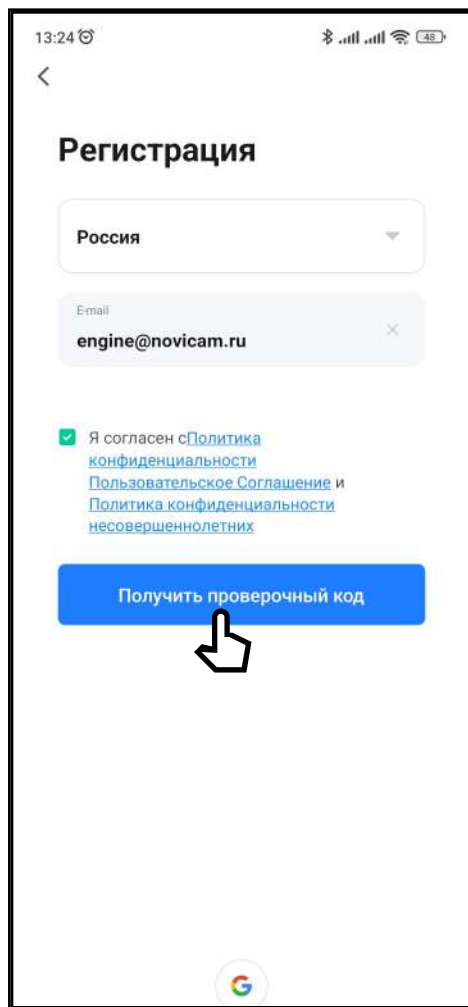 13:24
48
Регистрация
Россия
E-mail
engine@novicam.ru
Я согласен сПолитика
конфиденциальности
Пользовательское Соглашение и
Политика конфиденциальности
несовершеннолетних
Получить проверочный код
G